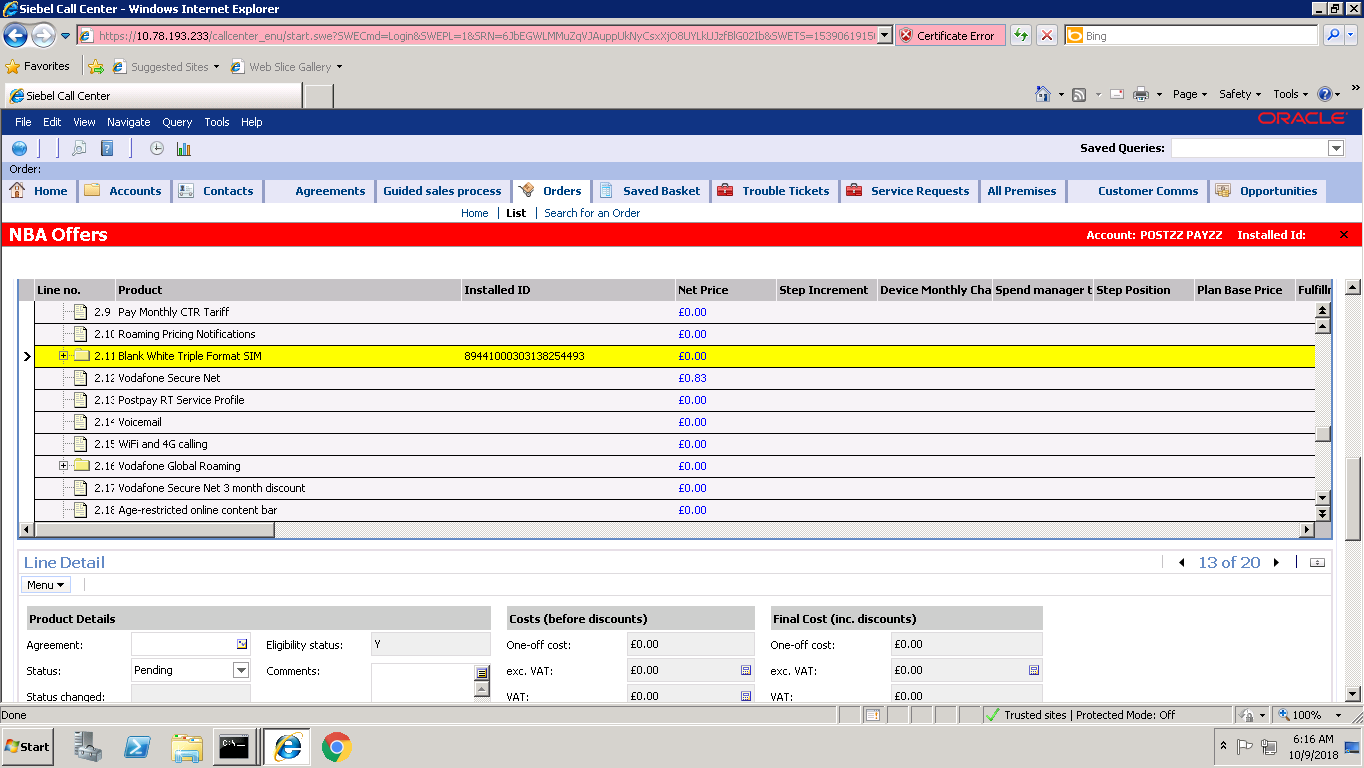 Siebel Call Center - Windows Internet Explorer
https://10.78.193.233/callcenter_enu/start.swe?SWECmd=Login&SWEPL=1&SRN= Certificate Error Bing
Favorites Suggested Sites Web Slice Gallery
Siebel Call Center Page Safety Tools
File Edit View Navigate Query Tools Help ORACLE
Saved Queries:
Order:
Home Accounts Contacts Agreements Guided sales process Orders Saved Basket Trouble Tickets Service Requests All Premises Customer Comms Opportunities
Home List Search for an Order
NBA Offers Account: POSTZZ PAYZZ Installed Id:
Line no. Product Installed ID Net Price Step Increment Device Monthly Cha Spend manager t Step Position Plan Base Price Fulfillr
2.9 Pay Monthly CTR Tariff £0.00
2.10 Roaming Pricing Notifications £0.00
2.11 Blank White Triple Format SIM 89441000303138254493 £0.00
2.12 Vodafone Secure Net £0.83
2.13 Postpay RT Service Profile £0.00
2.14 Voicemail £0.00
2.15 WiFi and 4G calling £0.00
2.16 Vodafone Global Roaming £0.00
2.17 Vodafone Secure Net 3 month discount £0.00
2.18 Age-restricted online content bar £0.00
Line Detail 13 of 20
Menu
Product Details Costs (before discounts) Final Cost (inc. discounts)
Agreement: Eligibility status: Y One-off cost: £0.00 One-off cost: £0.00
Status: Pending Comments: exc. VAT: £0.00 exc. VAT: £0.00
Status changed: VAT: £0.00 VAT: £0.00
Done Trusted sites | Protected Mode: Off 100%
Start 6:16 AM
10/9/2018